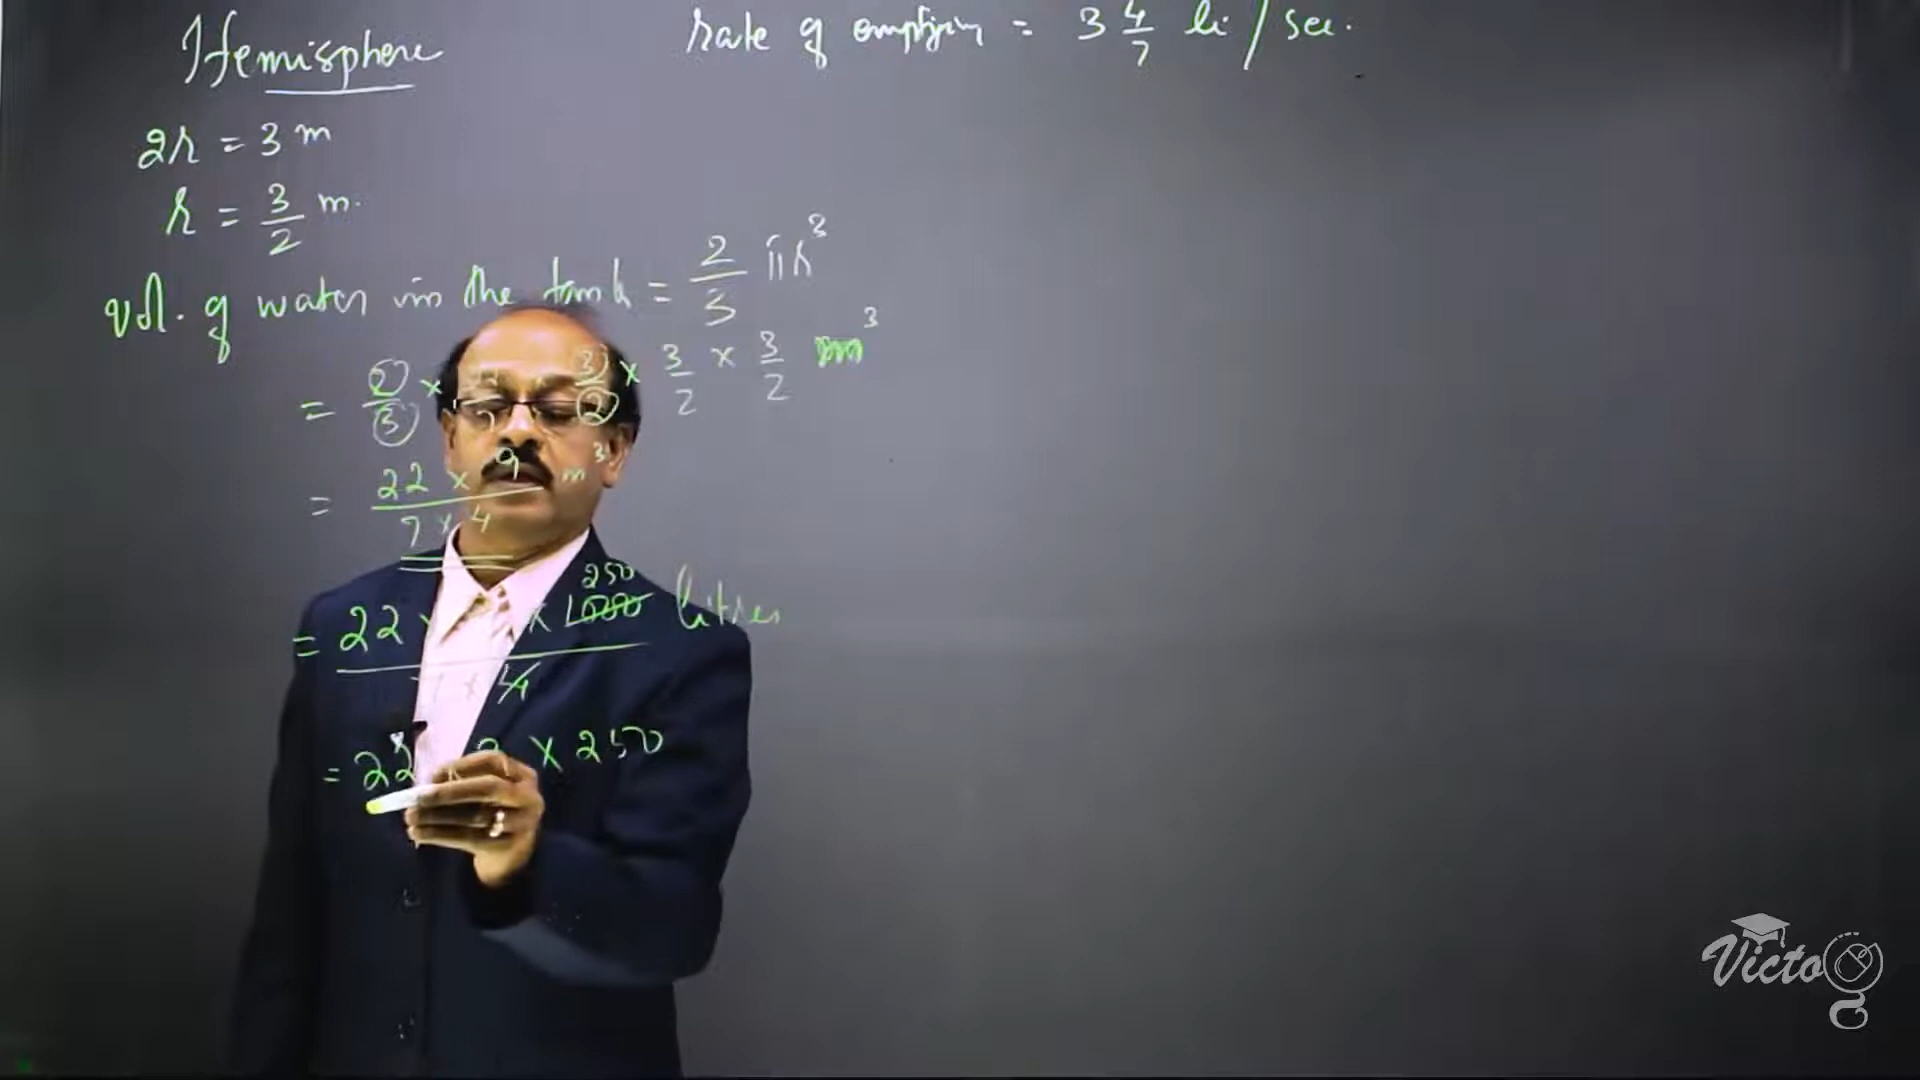 Hemisphere
rate of emptying = 3 4/7 li / sec.
2r = 3 m
r = 3/2 m.
vol. of water in the tank = 2/3 πr³
= 2/3 × 3/2 × 3/2 × 3/2 m³
= 22 × 9 / 7 × 4 m³
= 22 × 1000 250 litres / 7 × 4
= 22 × 9 × 250
Victo